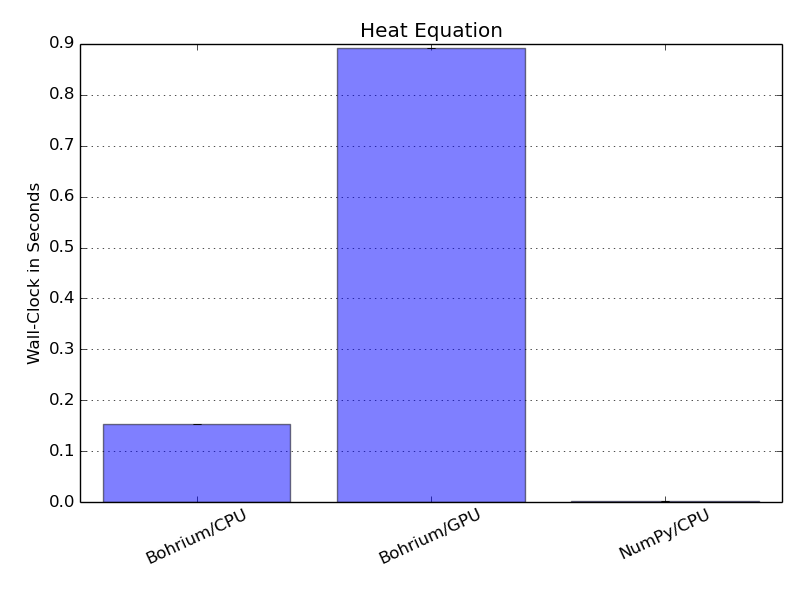 Heat Equation
Wall-Clock in Seconds
0.9
0.8
0.7
0.6
0.5
0.4
0.3
0.2
0.1
0.0
Bohrium/CPU
Bohrium/GPU
NumPy/CPU